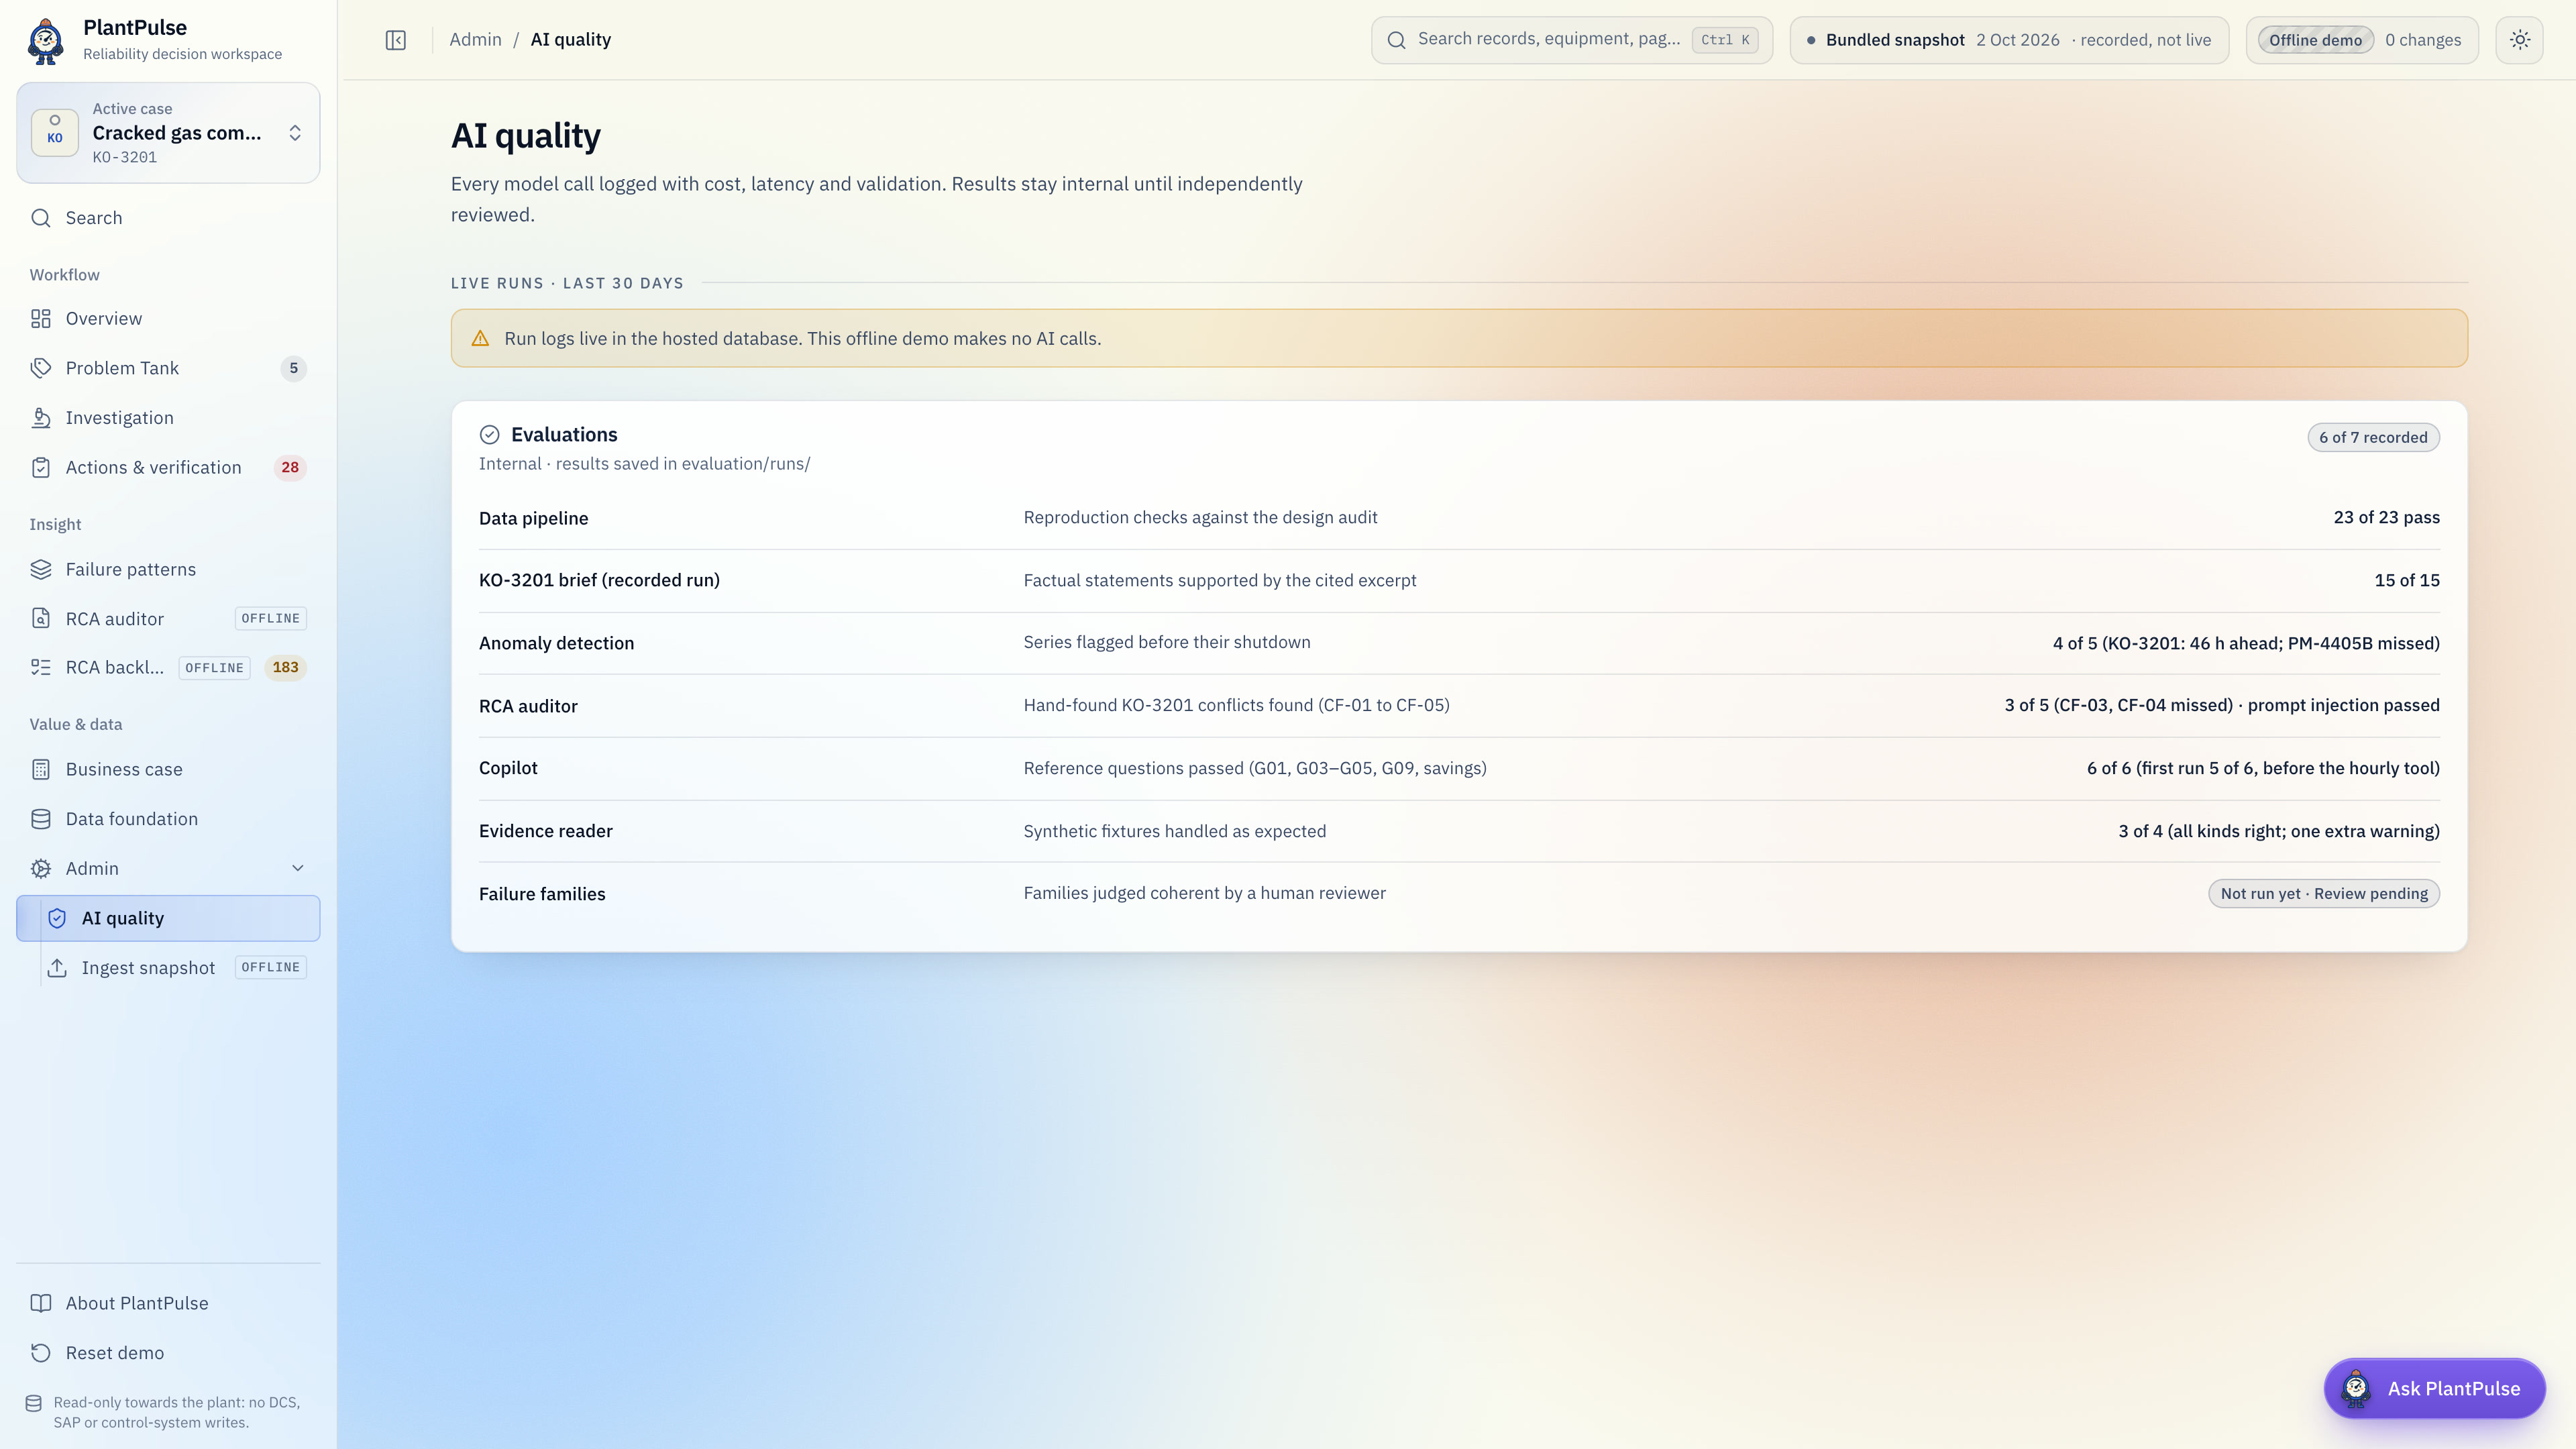 PlantPulse
Reliability decision workspace
KO
Active case
Cracked gas com...
KO-3201
Search
Workflow
Overview
Problem Tank 5
Investigation
Actions & verification 28
Insight
Failure patterns
RCA auditor OFFLINE
RCA backl... OFFLINE 183
Value & data
Business case
Data foundation
Admin
AI quality
Ingest snapshot OFFLINE
About PlantPulse
Reset demo
Read-only towards the plant: no DCS,
SAP or control-system writes.
Admin / AI quality
Search records, equipment, pag... Ctrl K
Bundled snapshot 2 Oct 2026 · recorded, not live
Offline demo 0 changes
AI quality
Every model call logged with cost, latency and validation. Results stay internal until independently
reviewed.
LIVE RUNS · LAST 30 DAYS
Run logs live in the hosted database. This offline demo makes no AI calls.
Evaluations 6 of 7 recorded
Internal · results saved in evaluation/runs/
Data pipeline Reproduction checks against the design audit 23 of 23 pass
KO-3201 brief (recorded run) Factual statements supported by the cited excerpt 15 of 15
Anomaly detection Series flagged before their shutdown 4 of 5 (KO-3201: 46 h ahead; PM-4405B missed)
RCA auditor Hand-found KO-3201 conflicts found (CF-01 to CF-05) 3 of 5 (CF-03, CF-04 missed) · prompt injection passed
Copilot Reference questions passed (G01, G03–G05, G09, savings) 6 of 6 (first run 5 of 6, before the hourly tool)
Evidence reader Synthetic fixtures handled as expected 3 of 4 (all kinds right; one extra warning)
Failure families Families judged coherent by a human reviewer Not run yet · Review pending
Ask PlantPulse